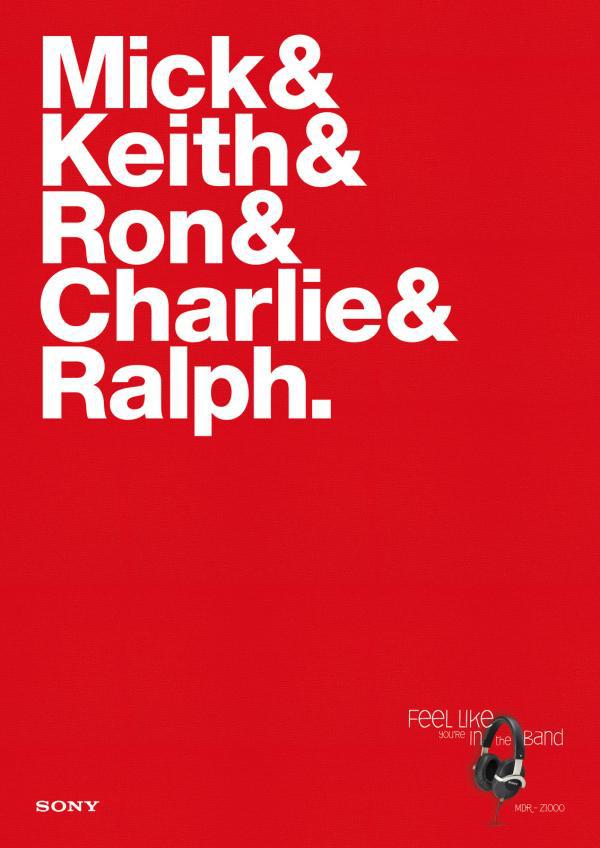 Mick&
Keith&
Ron&
Charlie&
Ralph.
Feel Like
you're in the Band
SONY
MDR-Z1000